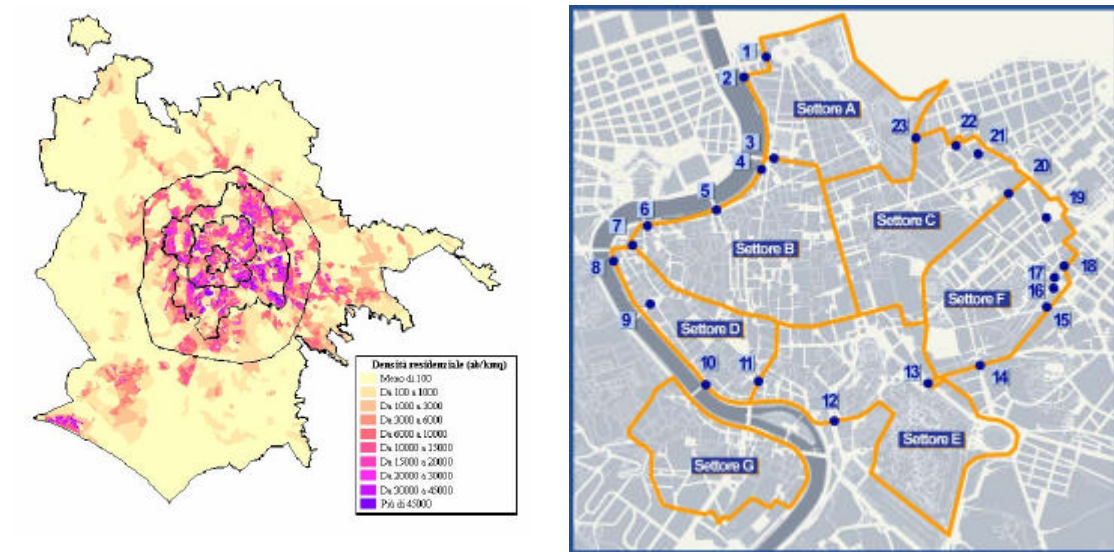 Densità residenziale (ab/kmq)
Meno di 100
Da 100 a 1000
Da 1000 a 3000
Da 3000 a 6000
Da 6000 a 10000
Da 10000 a 15000
Da 15000 a 20000
Da 20000 a 30000
Da 30000 a 45000
Più di 45000
1
2
Settore A
23
22
21
3
4
20
5
19
6
Settore C
7
Settore B
8
18
17
16
Settore F
9
15
Settore D
10
11
13
14
12
Settore E
Settore G